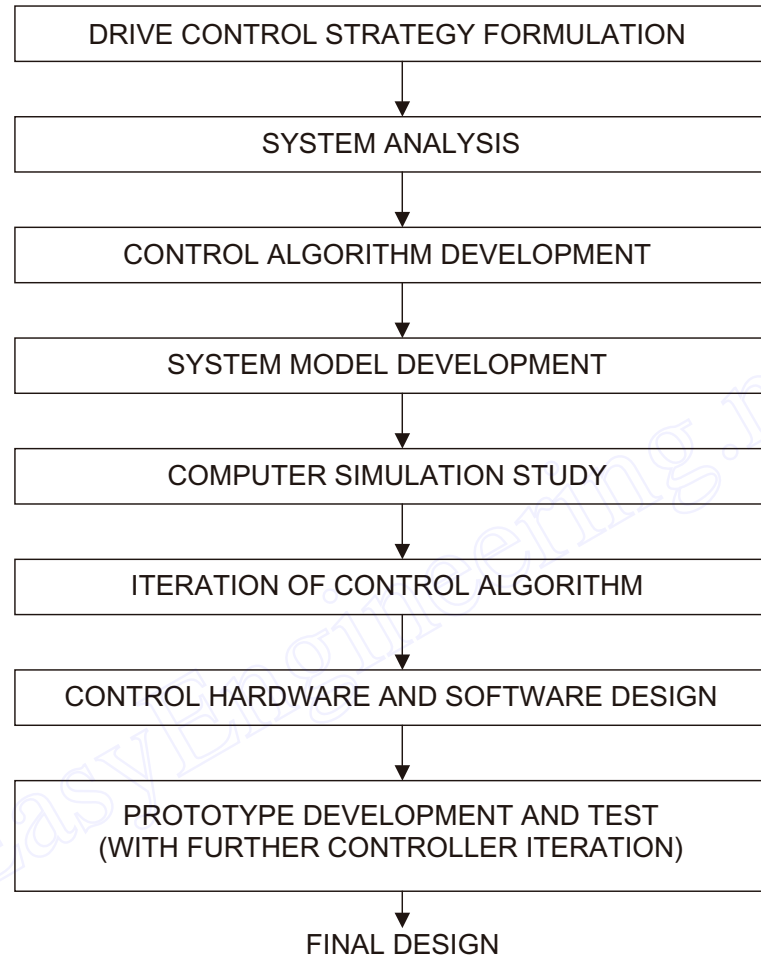 DRIVE CONTROL STRATEGY FORMULATION
SYSTEM ANALYSIS
CONTROL ALGORITHM DEVELOPMENT
SYSTEM MODEL DEVELOPMENT
COMPUTER SIMULATION STUDY
ITERATION OF CONTROL ALGORITHM
CONTROL HARDWARE AND SOFTWARE DESIGN
PROTOTYPE DEVELOPMENT AND TEST
(WITH FURTHER CONTROLLER ITERATION)
FINAL DESIGN